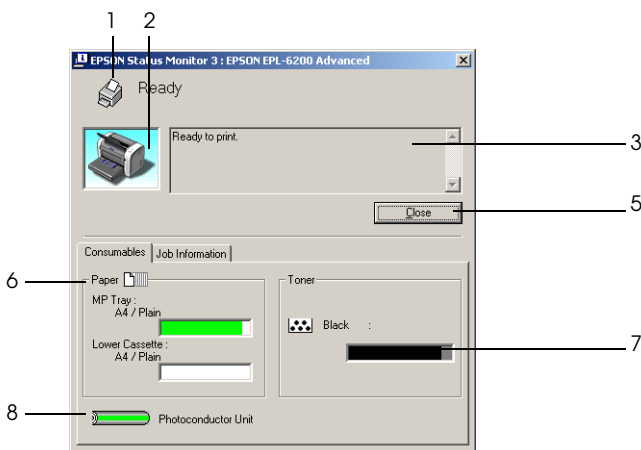 1 2
EPSON Status Monitor 3 : EPSON EPL-6200 Advanced
Ready
Ready to print.
3
Close
5
Consumables Job Information
6
Paper
Toner
MP Tray :
A4 / Plain
Black :
Lower Cassette :
A4 / Plain
7
8
Photoconductor Unit